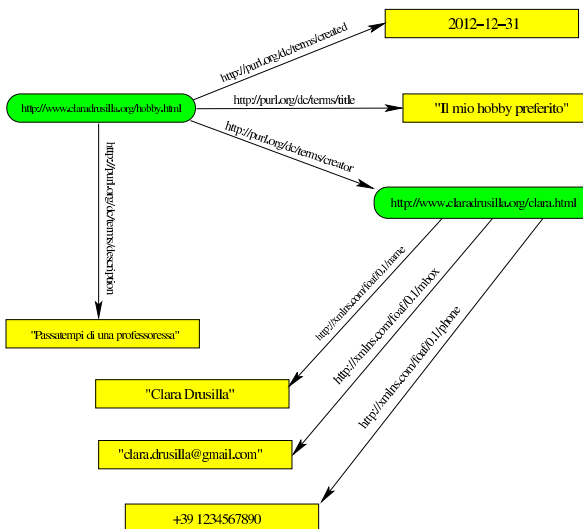 2012-12-31
http://purl.org/dc/terms/created
http://www.claradrusilla.org/hobby.html
http://purl.org/dc/terms/title
"Il mio hobby preferito"
http://purl.org/dc/terms/creator
http://purl.org/dc/terms/description
http://www.claradrusilla.org/clara.html
http://xmlns.com/foaf/0.1/name
http://xmlns.com/foaf/0.1/mbox
http://xmlns.com/foaf/0.1/phone
"Passatempi di una professoressa"
"Clara Drusilla"
"clara.drusilla@gmail.com"
+39 1234567890